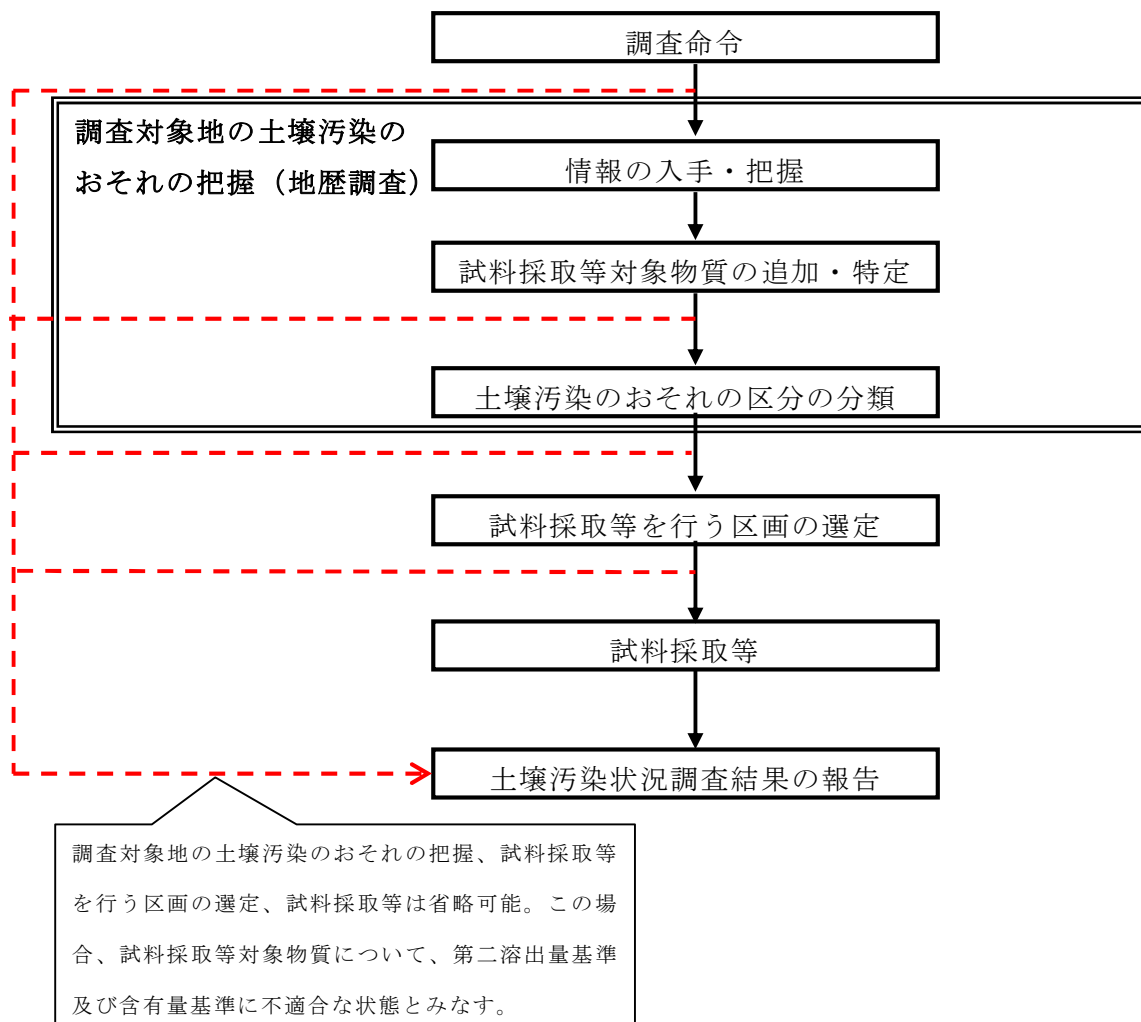 調査命令
調査対象地の土壌汚染の
おそれの把握（地歴調査）
情報の入手・把握
試料採取等対象物質の追加・特定
土壌汚染のおそれの区分の分類
試料採取等を行う区画の選定
試料採取等
土壌汚染状況調査結果の報告
調査対象地の土壌汚染のおそれの把握、試料採取等
を行う区画の選定、試料採取等は省略可能。この場
合、試料採取等対象物質について、第二溶出量基準
及び含有量基準に不適合な状態とみなす。